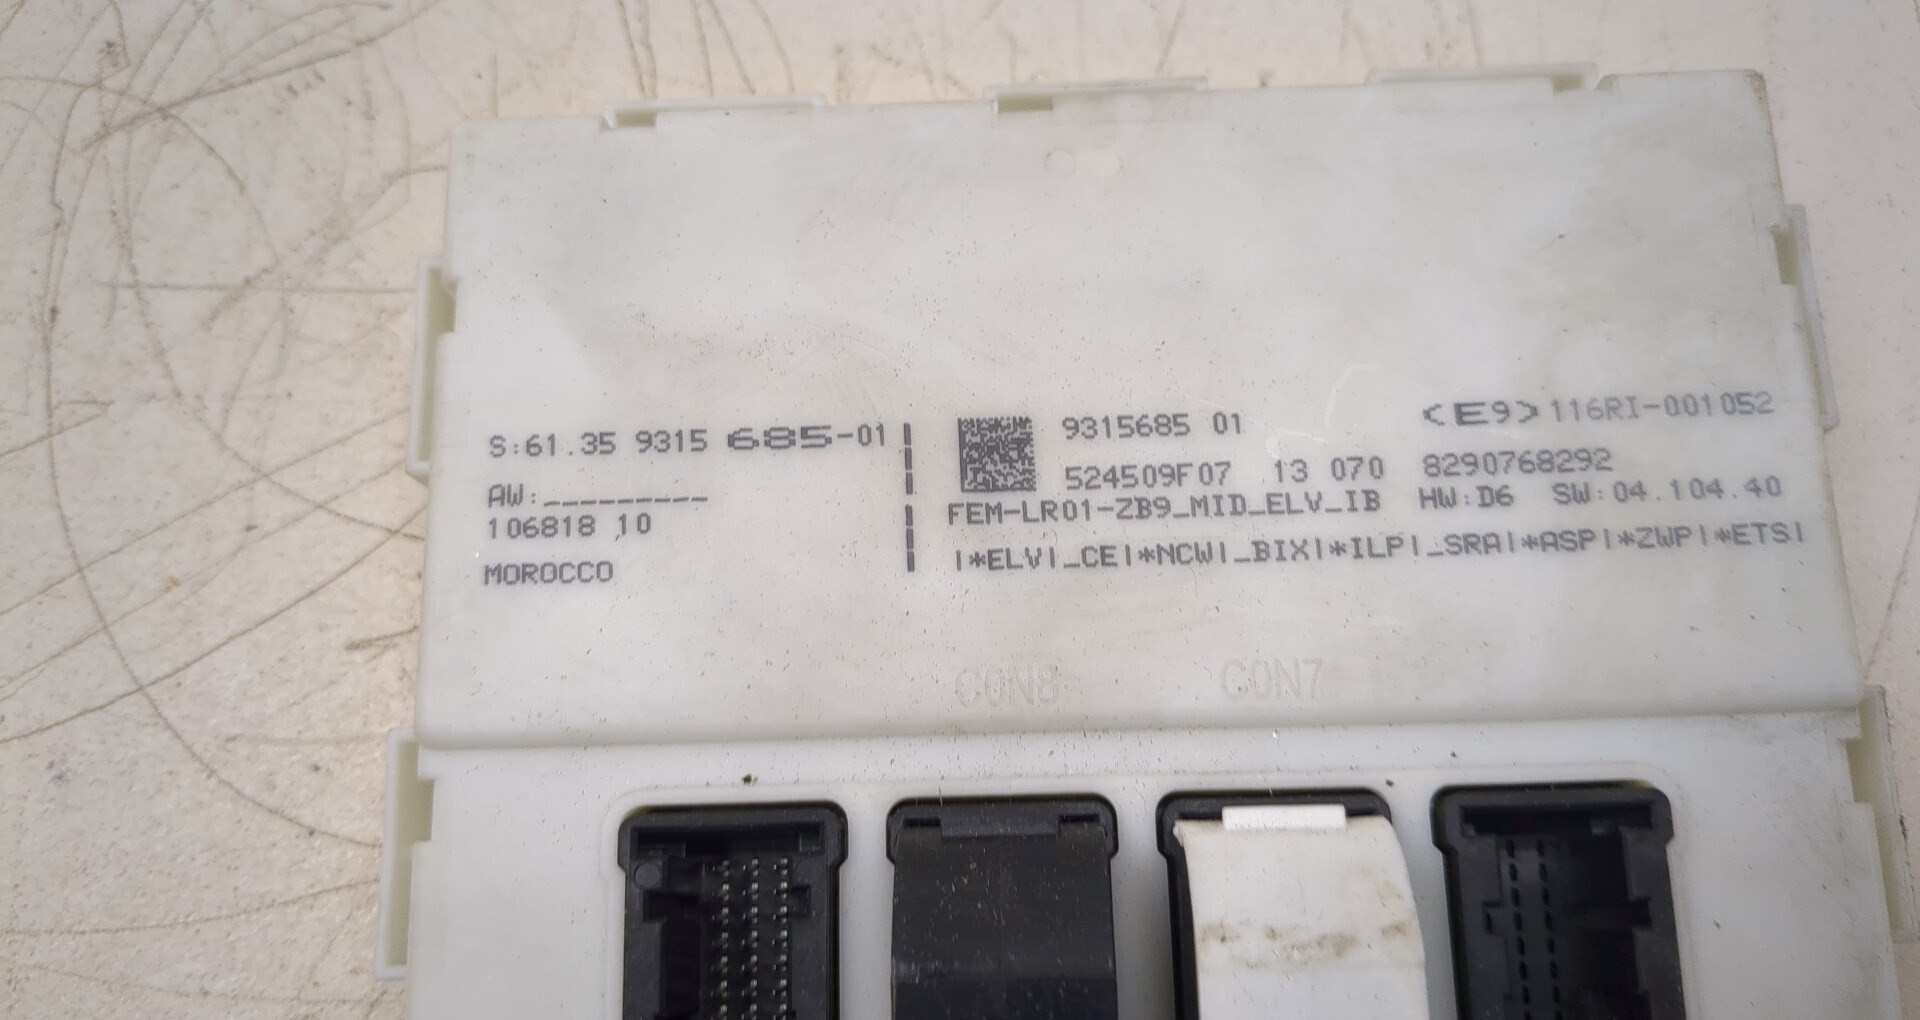 S:61.35 9315 685-01
AW:_________
106818 10
MOROCCO
9315685 01
<E9> 116RI-001052
524509F07 13 070 8290768292
FEM-LR01-ZB9_MID_ELV_IB HW:D6 SW:04.104.40
|*ELV|_CE|*NCW|_BIX|*ILP|_SRA|*ASP|*ZWP|*ETS|
CON8
CON7